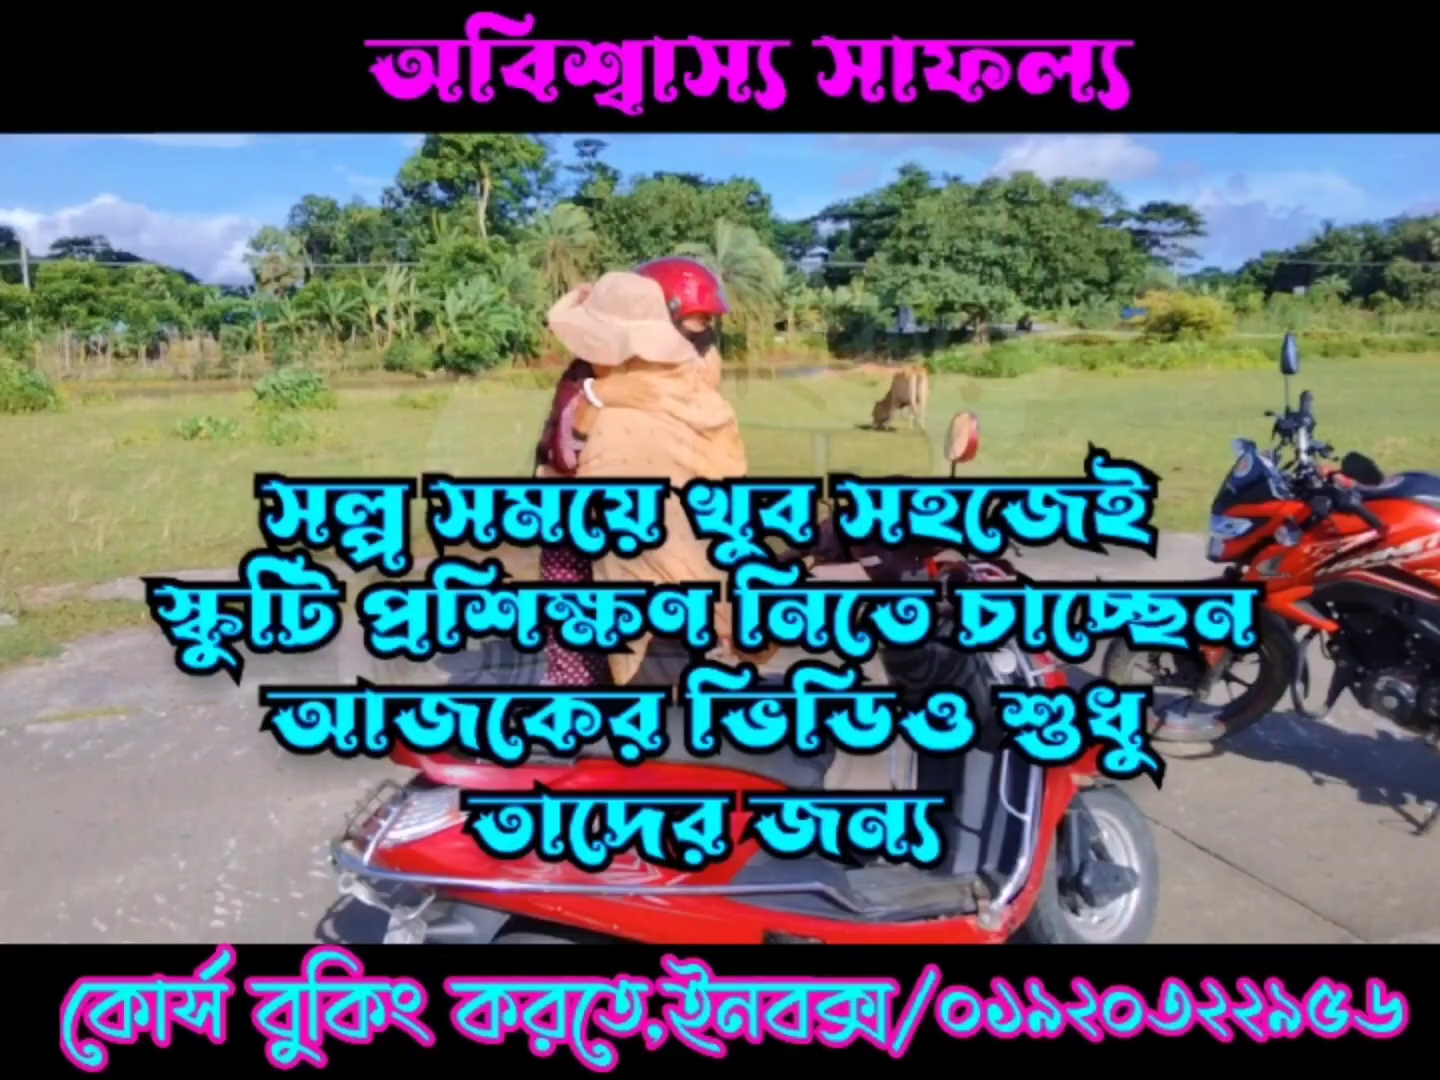 অবিশ্বাস্য সাফল্য
সল্প সময়ে খুব সহজেই
স্কুটি প্রশিক্ষণ নিতে চাচ্ছেন
আজকের ভিডিও শুধু
তাদের জন্য
কোর্স বুকিং করতে,ইনবক্স/০১৯২০৩২২৯৫৬